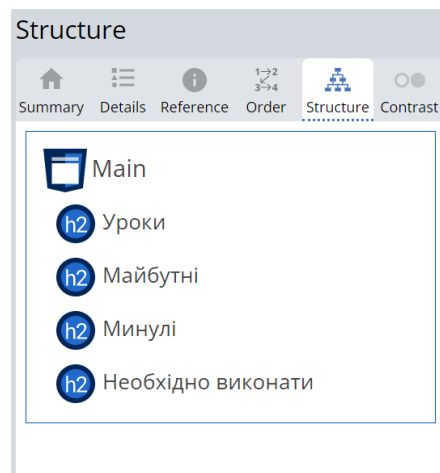 Structure
1→2
3→4
Summary Details Reference Order Structure Contrast
Main
h2 Уроки
h2 Майбутні
h2 Минулі
h2 Необхідно виконати